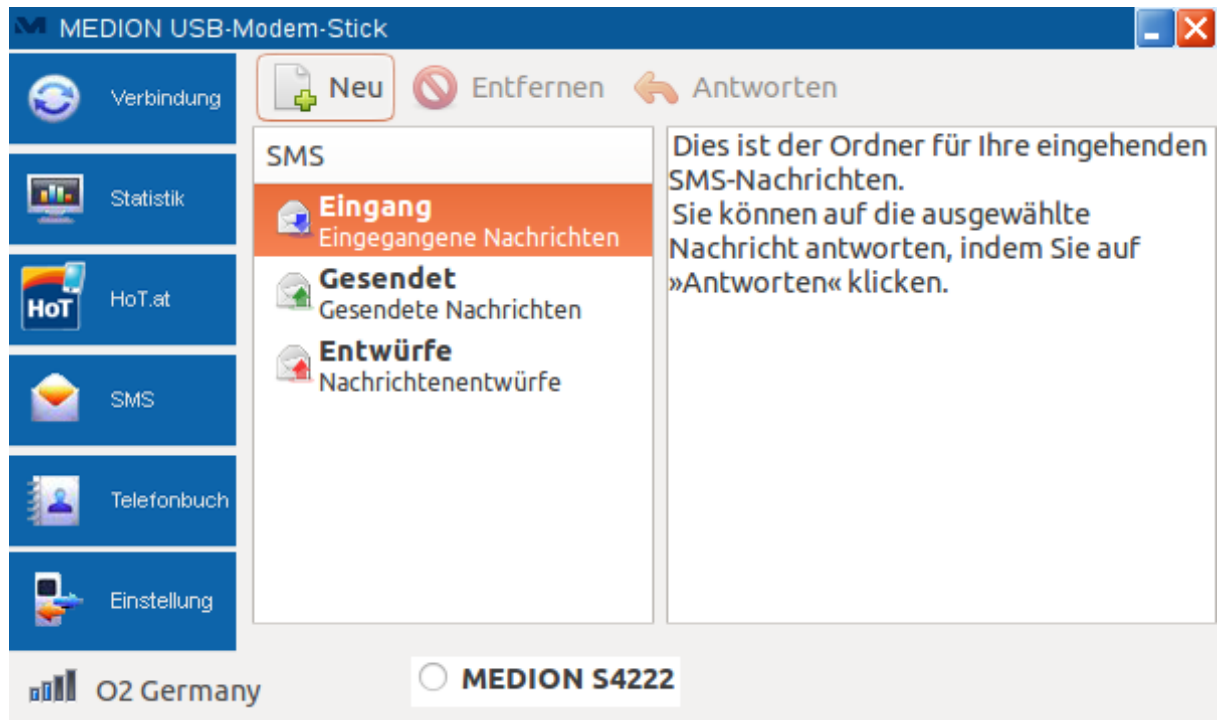 MEDION USB-Modem-Stick
Verbindung
Statistik
HoT
HoT.at
SMS
Telefonbuch
Einstellung
Neu
Entfernen
Antworten
SMS
Eingang
Eingegangene Nachrichten
Gesendet
Gesendete Nachrichten
Entwürfe
Nachrichtenentwürfe
Dies ist der Ordner für Ihre eingehenden
SMS-Nachrichten.
Sie können auf die ausgewählte
Nachricht antworten, indem Sie auf
»Antworten« klicken.
O2 Germany
MEDION S4222